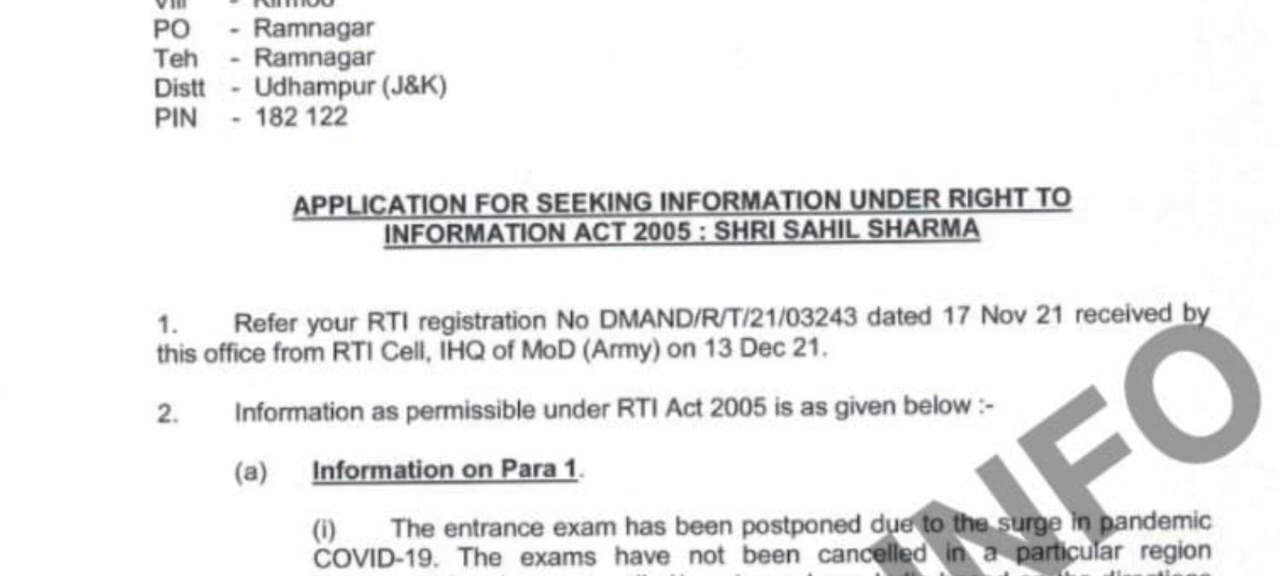 PO - Ramnagar
Teh - Ramnagar
Distt - Udhampur (J&K)
PIN - 182 122
APPLICATION FOR SEEKING INFORMATION UNDER RIGHT TO
INFORMATION ACT 2005 : SHRI SAHIL SHARMA
1. Refer your RTI registration No DMAND/R/T/21/03243 dated 17 Nov 21 received by
this office from RTI Cell, IHQ of MoD (Army) on 13 Dec 21.
2. Information as permissible under RTI Act 2005 is as given below :-
(a) Information on Para 1.
(i) The entrance exam has been postponed due to the surge in pandemic
COVID-19. The exams have not been cancelled in a particular region
INFO